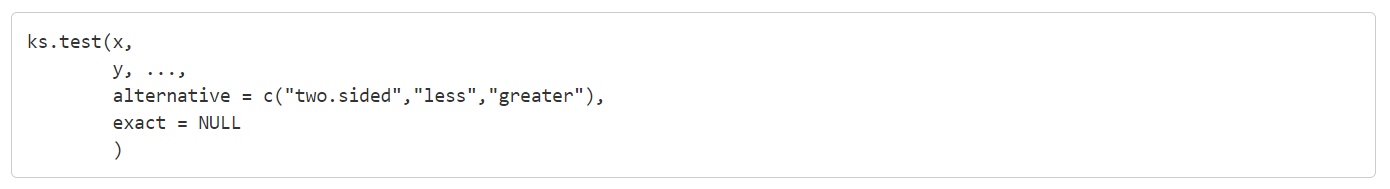 ks.test(x,
y, ...,
alternative = c("two.sided","less","greater"),
exact = NULL
)